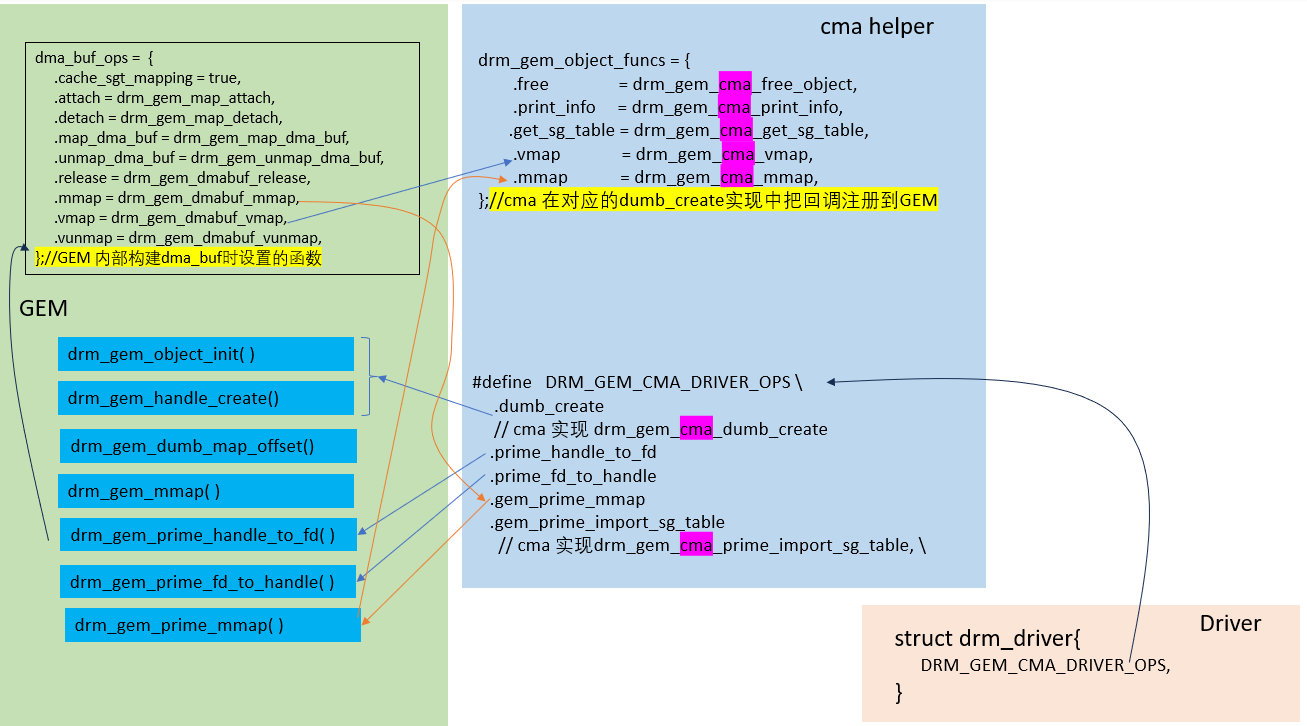 dma_buf_ops = {
.cache_sgt_mapping = true,
.attach = drm_gem_map_attach,
.detach = drm_gem_map_detach,
.map_dma_buf = drm_gem_map_dma_buf,
.unmap_dma_buf = drm_gem_unmap_dma_buf,
.release = drm_gem_dmabuf_release,
.mmap = drm_gem_dmabuf_mmap,
.vmap = drm_gem_dmabuf_vmap,
.vunmap = drm_gem_dmabuf_vunmap,
};//GEM 内部构建dma_buf时设置的函数
GEM
drm_gem_object_init( )
drm_gem_handle_create()
drm_gem_dumb_map_offset()
drm_gem_mmap( )
drm_gem_prime_handle_to_fd( )
drm_gem_prime_fd_to_handle( )
drm_gem_prime_mmap( )
cma helper
drm_gem_object_funcs = {
.free = drm_gem_cma_free_object,
.print_info = drm_gem_cma_print_info,
.get_sg_table = drm_gem_cma_get_sg_table,
.vmap = drm_gem_cma_vmap,
.mmap = drm_gem_cma_mmap,
};//cma 在对应的dumb_create实现中把回调注册到GEM
#define DRM_GEM_CMA_DRIVER_OPS \
.dumb_create
// cma 实现 drm_gem_cma_dumb_create
.prime_handle_to_fd
.prime_fd_to_handle
.gem_prime_mmap
.gem_prime_import_sg_table
// cma 实现drm_gem_cma_prime_import_sg_table, \
Driver
struct drm_driver{
DRM_GEM_CMA_DRIVER_OPS,
}